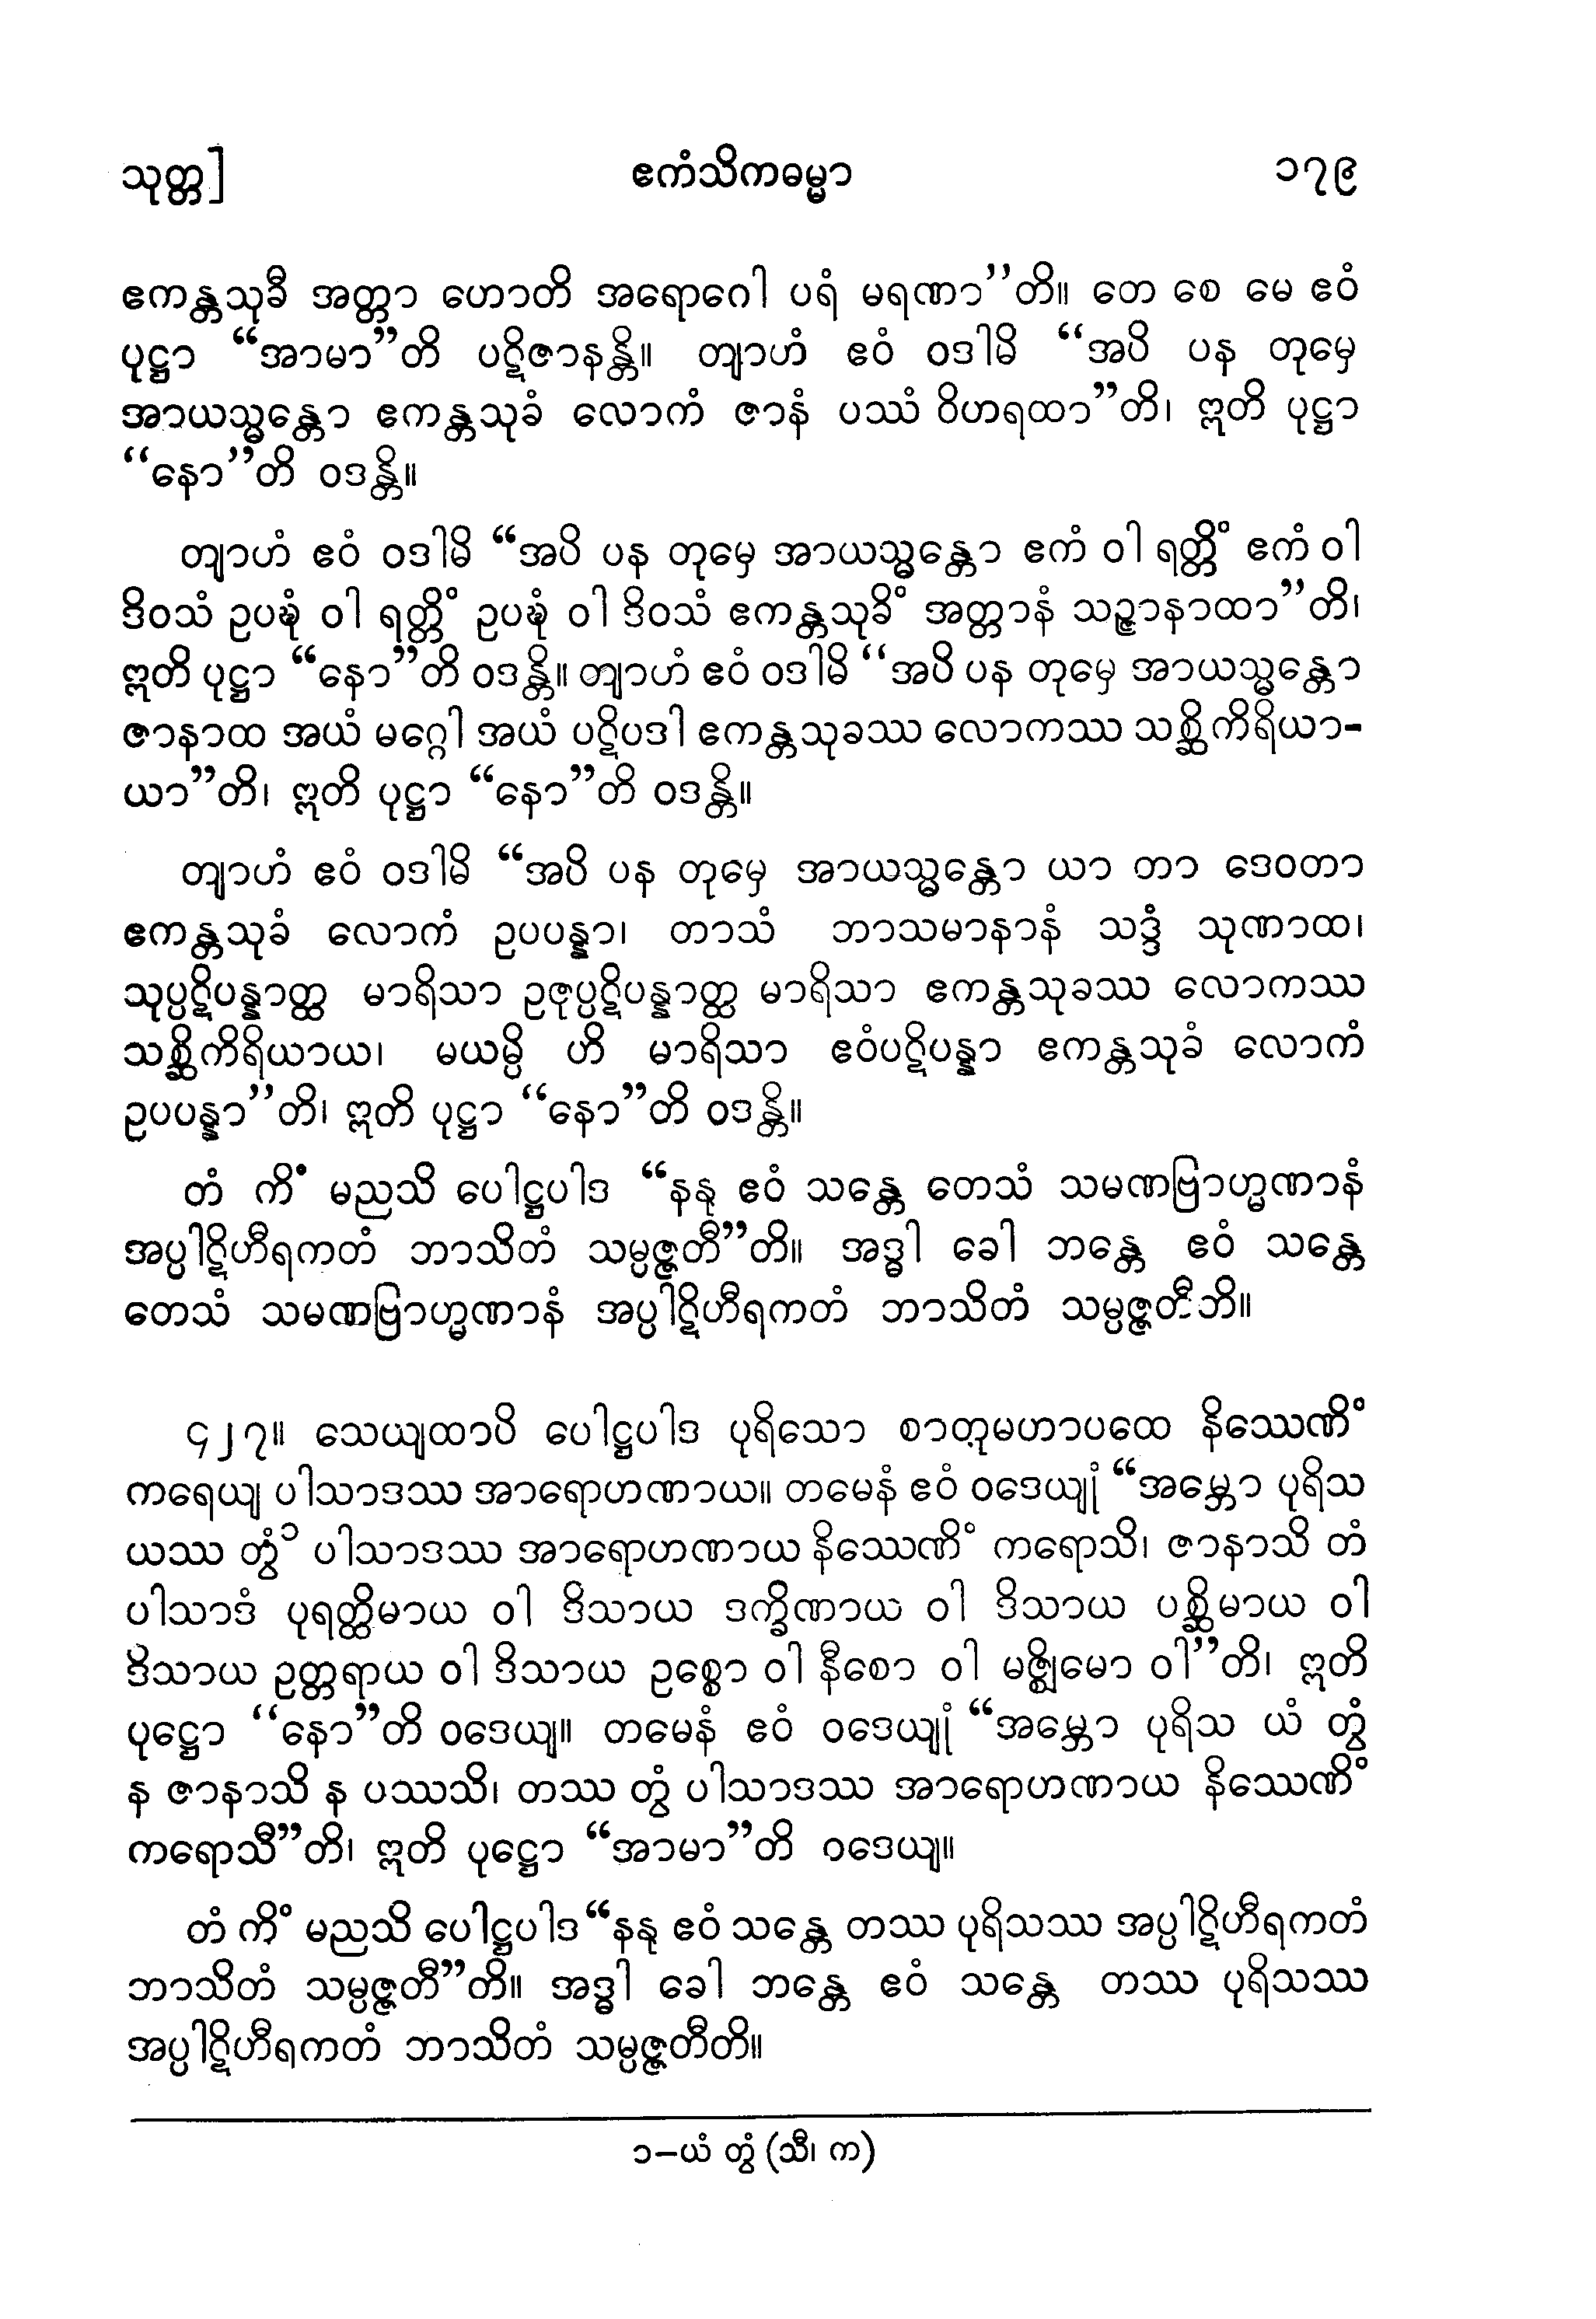 သုတ္တ]
ဧကံသိကဓမ္မာ
၁၇၉
ဧကန္တသုခီ အတ္တာ ဟောတိ အရောဂေါ ပရံ မရဏာ”တိ။ တေ စေ မေ ဧဝံ
ပုဋ္ဌာ “အာမာ”တိ ပဋိဇာနန္တိ။ တျာဟံ ဧဝံ ဝဒါမိ “အပိ ပန တုမှေ
အာယသ္မန္တော ဧကန္တသုခံ လောကံ ဇာနံ ပဿံ ဝိဟရထာ”တိ၊ ဣတိ ပုဋ္ဌာ
“နော”တိ ဝဒန္တိ။
တျာဟံ ဧဝံ ဝဒါမိ “အပိ ပန တုမှေ အာယသ္မန္တော ဧကံ ဝါ ရတ္တိံ ဧကံ ဝါ
ဒိဝသံ ဥပဍ္ဎံ ဝါ ရတ္တိံ ဥပဍ္ဎံ ဝါ ဒိဝသံ ဧကန္တသုခိံ အတ္တာနံ သဉ္ဇာနာထာ”တိ၊
ဣတိ ပုဋ္ဌာ “နော”တိ ဝဒန္တိ။ တျာဟံ ဧဝံ ဝဒါမိ “အပိ ပန တုမှေ အာယသ္မန္တော
ဇာနာထ အယံ မဂ္ဂေါ အယံ ပဋိပဒါ ဧကန္တသုခဿ လောကဿ သစ္ဆိကိရိယာ-
ယာ”တိ၊ ဣတိ ပုဋ္ဌာ “နော”တိ ဝဒန္တိ။
တျာဟံ ဧဝံ ဝဒါမိ “အပိ ပန တုမှေ အာယသ္မန္တော ယာ တာ ဒေဝတာ
ဧကန္တသုခံ လောကံ ဥပပန္နာ၊ တာသံ ဘာသမာနာနံ သဒ္ဒံ သုဏာထ၊
သုပ္ပဋိပန္နာတ္ထ မာရိသာ ဥဇုပ္ပဋိပန္နာတ္ထ မာရိသာ ဧကန္တသုခဿ လောကဿ
သစ္ဆိကိရိယာယ၊ မယမ္ပိ ဟိ မာရိသာ ဧဝံပဋိပန္နာ ဧကန္တသုခံ လောကံ
ဥပပန္နာ”တိ၊ ဣတိ ပုဋ္ဌာ “နော”တိ ဝဒန္တိ။
တံ ကိံ မညသိ ပေါဋ္ဌပါဒ “နနု ဧဝံ သန္တေ တေသံ သမဏဗြာဟ္မဏာနံ
အပ္ပါဋိဟီရကတံ ဘာသိတံ သမ္ပဇ္ဇတီ”တိ။ အဒ္ဓါ ခေါ ဘန္တေ ဧဝံ သန္တေ
တေသံ သမဏဗြာဟ္မဏာနံ အပ္ပါဋိဟီရကတံ ဘာသိတံ သမ္ပဇ္ဇတီတိ။
၄၂၇။ သေယျထာပိ ပေါဋ္ဌပါဒ ပုရိသော စာတုမဟာပထေ နိဿေဏိံ
ကရေယျ ပါသာဒဿ အာရောဟဏာယ။ တမေနံ ဧဝံ ဝဒေယျုံ “အမ္ဘော ပုရိသ
ယဿ တွံ၁ ပါသာဒဿ အာရောဟဏာယ နိဿေဏိံ ကရောသိ၊ ဇာနာသိ တံ
ပါသာဒံ ပုရတ္ထိမာယ ဝါ ဒိသာယ ဒက္ခိဏာယ ဝါ ဒိသာယ ပစ္ဆိမာယ ဝါ
ဒိသာယ ဥတ္တရာယ ဝါ ဒိသာယ ဥစ္စော ဝါ နီစော ဝါ မဇ္ဈိမော ဝါ”တိ၊ ဣတိ
ပုဋ္ဌော “နော”တိ ဝဒေယျ။ တမေနံ ဧဝံ ဝဒေယျုံ “အမ္ဘော ပုရိသ ယံ တွံ
န ဇာနာသိ န ပဿသိ၊ တဿ တွံ ပါသာဒဿ အာရောဟဏာယ နိဿေဏိံ
ကရောသီ”တိ၊ ဣတိ ပုဋ္ဌော “အာမာ”တိ ဝဒေယျ။
တံ ကိံ မညသိ ပေါဋ္ဌပါဒ“နနု ဧဝံ သန္တေ တဿ ပုရိသဿ အပ္ပါဋိဟီရကတံ
ဘာသိတံ သမ္ပဇ္ဇတီ”တိ။ အဒ္ဓါ ခေါ ဘန္တေ ဧဝံ သန္တေ တဿ ပုရိသဿ
အပ္ပါဋိဟီရကတံ ဘာသိတံ သမ္ပဇ္ဇတီတိ။
၁–ယံ တွံ (သီ၊ က)